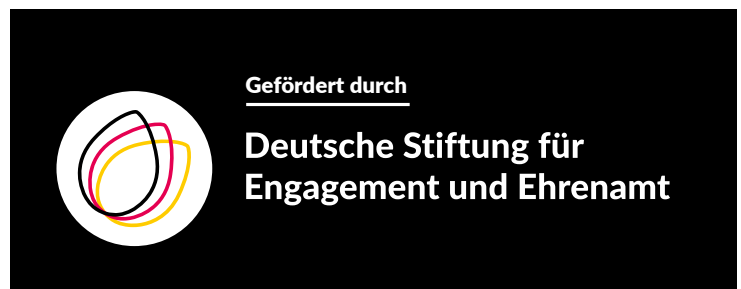 Gefördert durch
Deutsche Stiftung für
Engagement und Ehrenamt